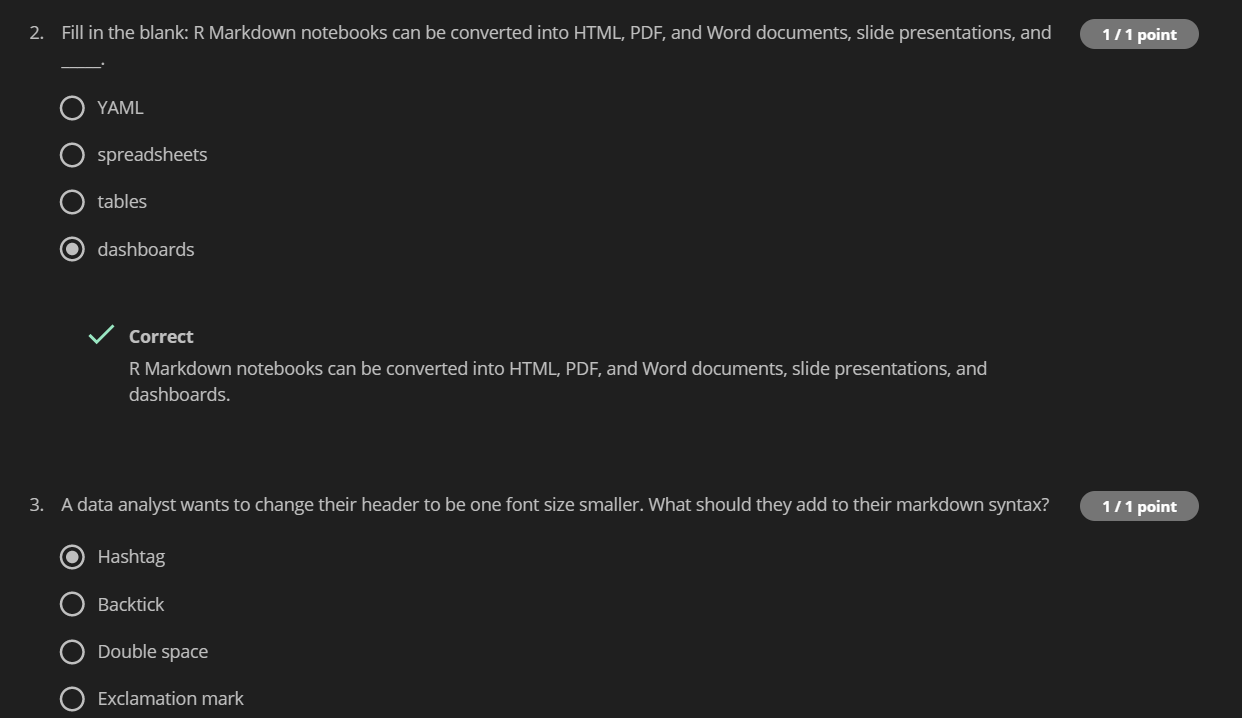 2. Fill in the blank: R Markdown notebooks can be converted into HTML, PDF, and Word documents, slide presentations, and
_____.
1 / 1 point
YAML
spreadsheets
tables
dashboards
Correct
R Markdown notebooks can be converted into HTML, PDF, and Word documents, slide presentations, and
dashboards.
3. A data analyst wants to change their header to be one font size smaller. What should they add to their markdown syntax?
1 / 1 point
Hashtag
Backtick
Double space
Exclamation mark